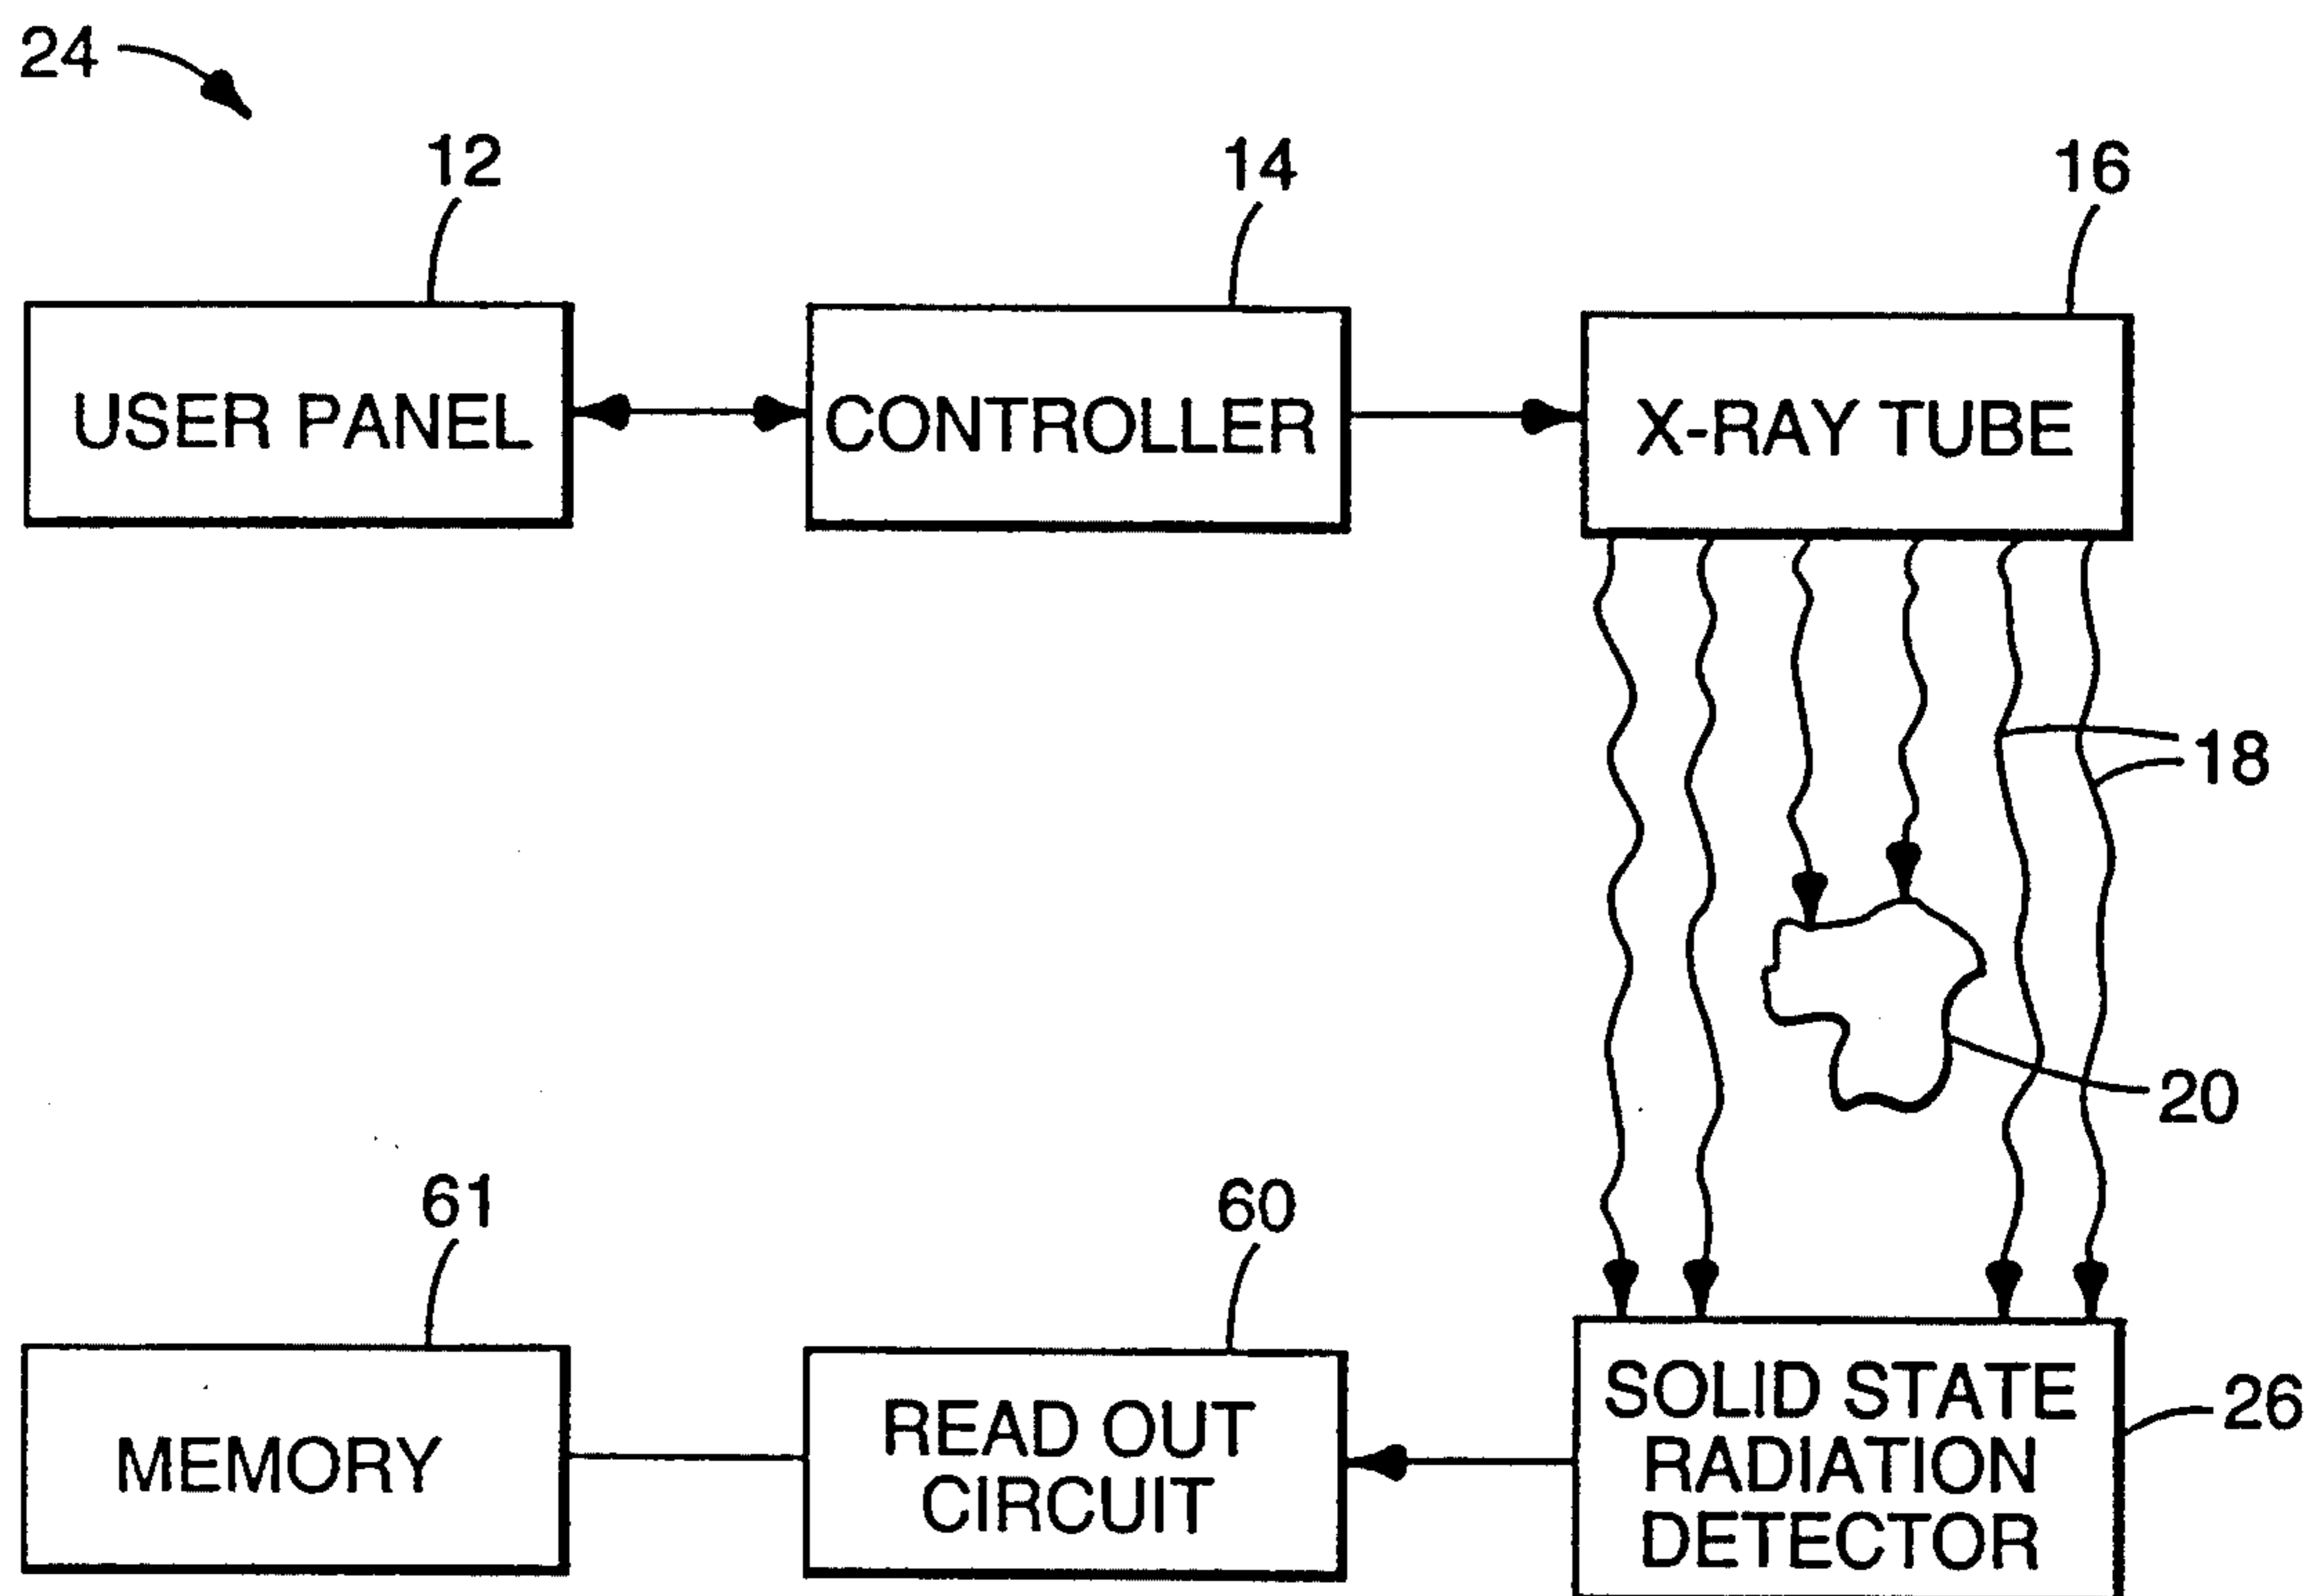 24
12
14
16
USER PANEL
CONTROLLER
X-RAY TUBE
18
20
61
60
MEMORY
READ OUT
CIRCUIT
SOLID STATE
RADIATION
DETECTOR
26